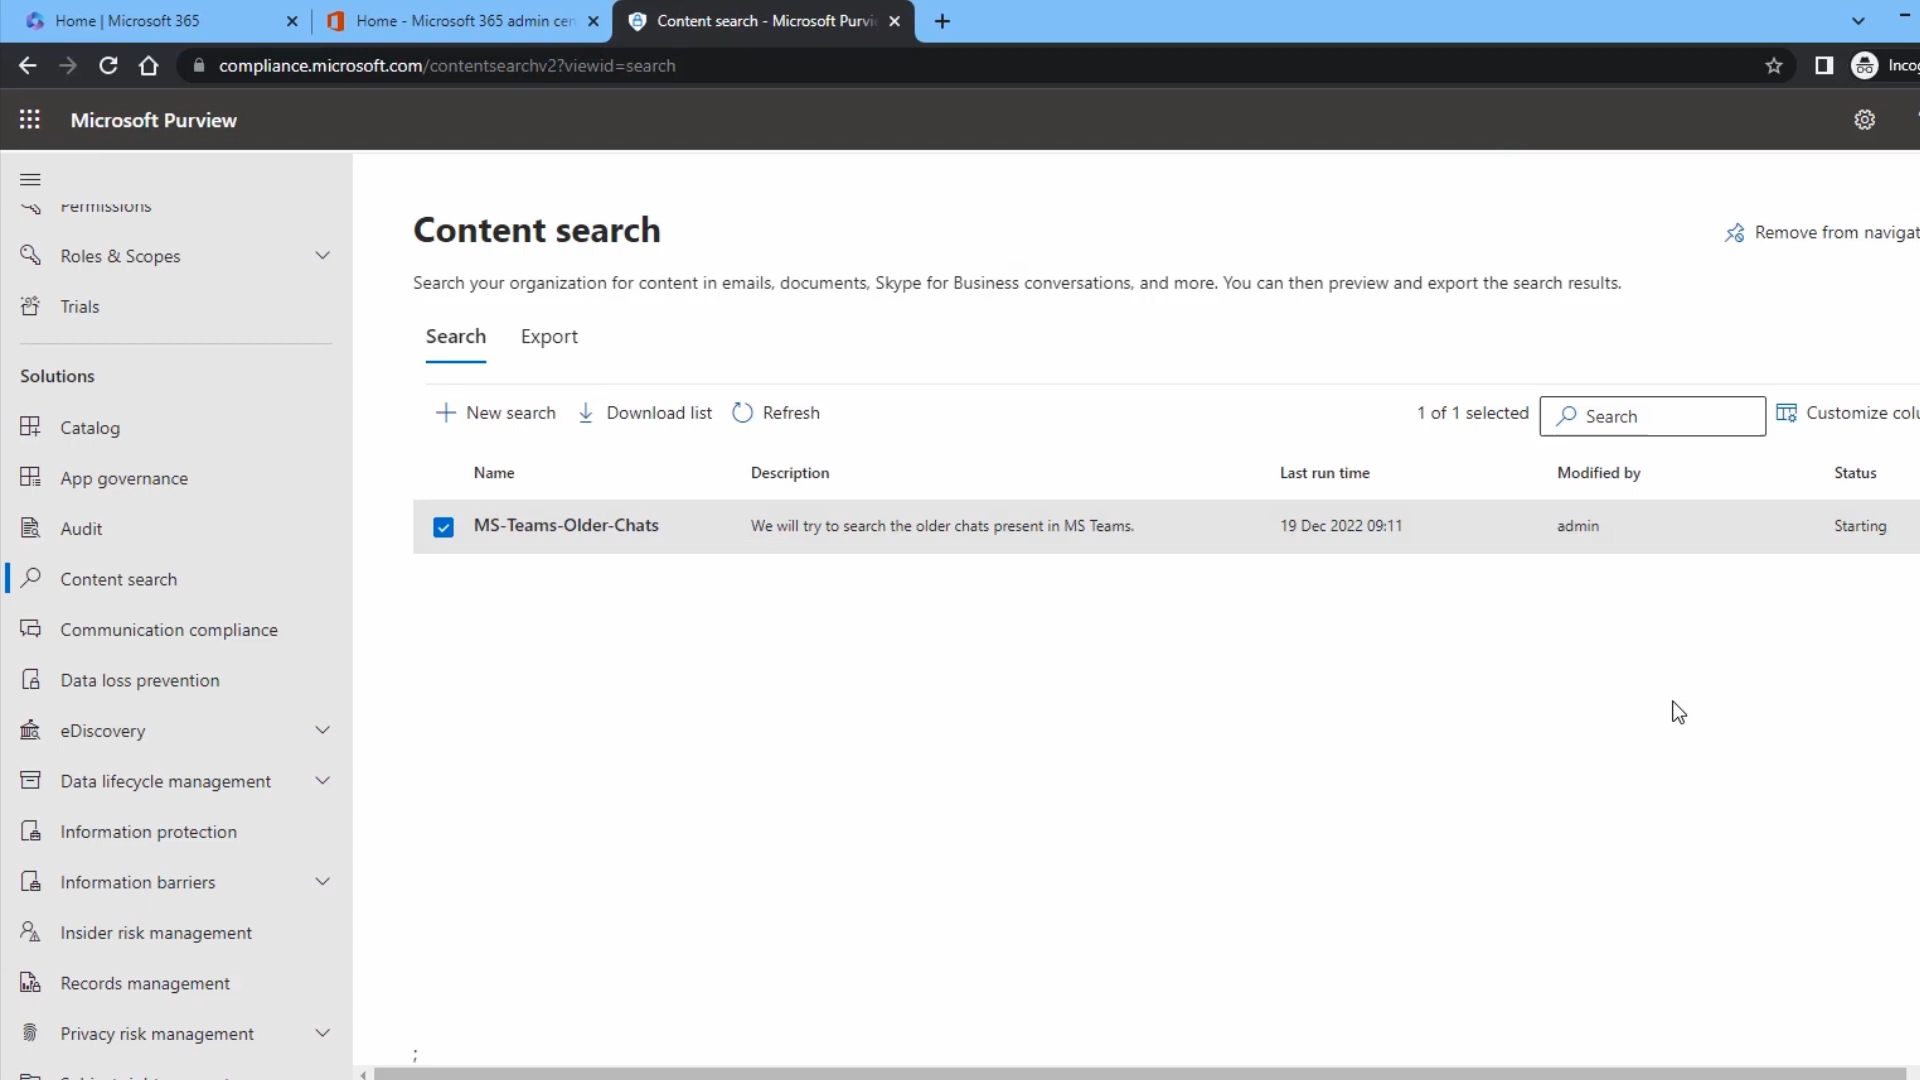 Home | Microsoft 365
Home - Microsoft 365 admin cen
Content search - Microsoft Purvi
compliance.microsoft.com/contentsearchv2?viewid=search
Incog
Microsoft Purview
Permissions
Roles & Scopes
Trials
Solutions
Catalog
App governance
Audit
Content search
Communication compliance
Data loss prevention
eDiscovery
Data lifecycle management
Information protection
Information barriers
Insider risk management
Records management
Privacy risk management
Content search
Remove from navigat
Search your organization for content in emails, documents, Skype for Business conversations, and more. You can then preview and export the search results.
Search Export
New search Download list Refresh 1 of 1 selected Search Customize colu
Name Description Last run time Modified by Status
MS-Teams-Older-Chats We will try to search the older chats present in MS Teams. 19 Dec 2022 09:11 admin Starting
;